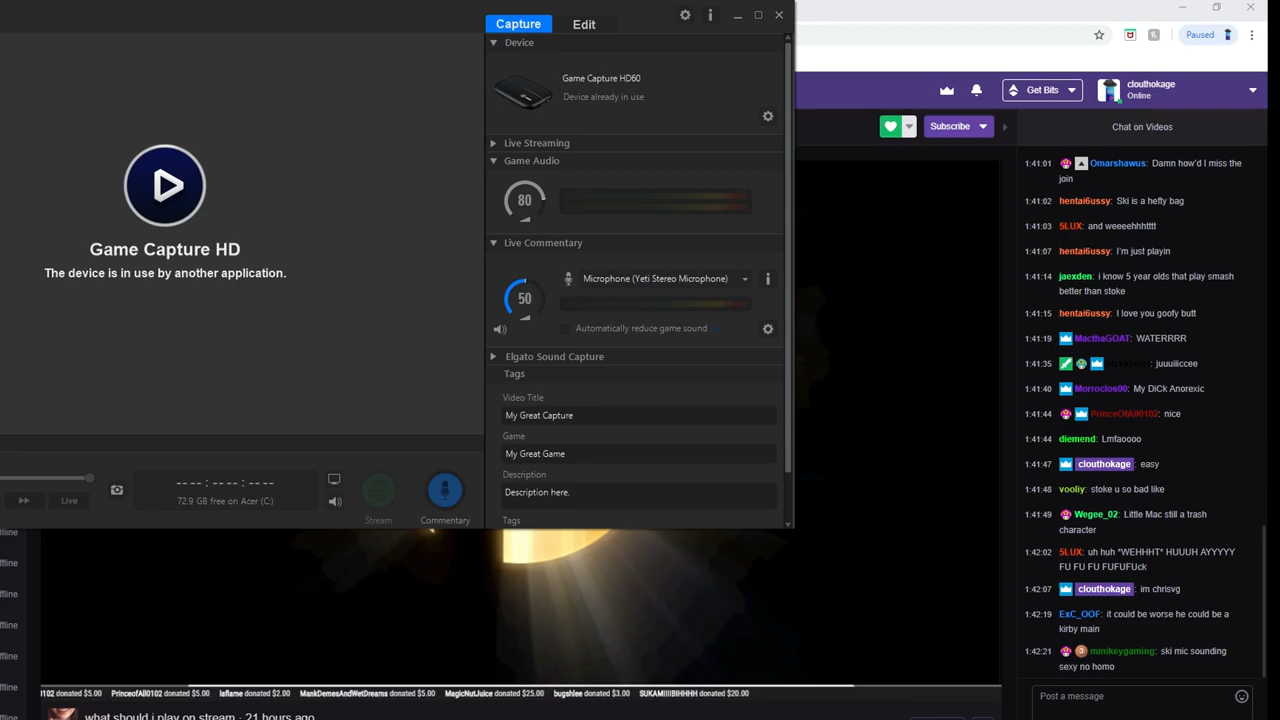 Capture
Edit
Device
Game Capture HD60
Device already in use
Live Streaming
Game Audio
80
Live Commentary
50
Microphone (Yeti Stereo Microphone)
Automatically reduce game sound
Elgato Sound Capture
Tags
Video Title
My Great Capture
Game
My Great Game
Description
Description here.
Tags
Game Capture HD
The device is in use by another application.
Live
-- -- : -- -- : -- --
72.9 GB free on Acer (C:)
Stream
Commentary
ffline
ffline
ffline
ffline
ffline
ffline
ffline
Paused
Get Bits
clouthokage
Online
Subscribe
Chat on Videos
1:41:01 Omarshawus: Damn how'd I miss the
join
1:41:02 hentai6ussy: Ski is a hefty bag
1:41:03 5LUX: and weeeehhhtttt
1:41:07 hentai6ussy: I'm just playin
1:41:14 jaexden: i know 5 year olds that play smash
better than stoke
1:41:15 hentai6ussy: I love you goofy butt
1:41:19 MacthaGOAT: WATERRRR
1:41:35 juuuiiiccee
1:41:40 Morroclos00: My DiCk Anorexic
1:41:44 PrinceOfAll0102: nice
1:41:44 diemend: Lmfaoooo
1:41:47 clouthokage: easy
1:41:48 vooliy: stoke u so bad like
1:41:49 Wegee_02: Little Mac still a trash
character
1:42:02 5LUX: uh huh *WEHHHT* HUUUH AYYYYY
FU FU FU FUFUFUck
1:42:07 clouthokage: im chrisvg
1:42:19 ExC_OOF: it could be worse he could be a
kirby main
1:42:21 minikeygaming: ski mic sounding
sexy no homo
Post a message
0102 donated $5.00 PrinceofAll0102 donated $5.00 laflame donated $2.00 MankDemesAndWetDreams donated $5.00 MagicNutJuice donated $25.00 bugshlee donated $3.00 SUKAMIIIIBIHHHH donated $20.00
what should i play on stream · 21 hours ago